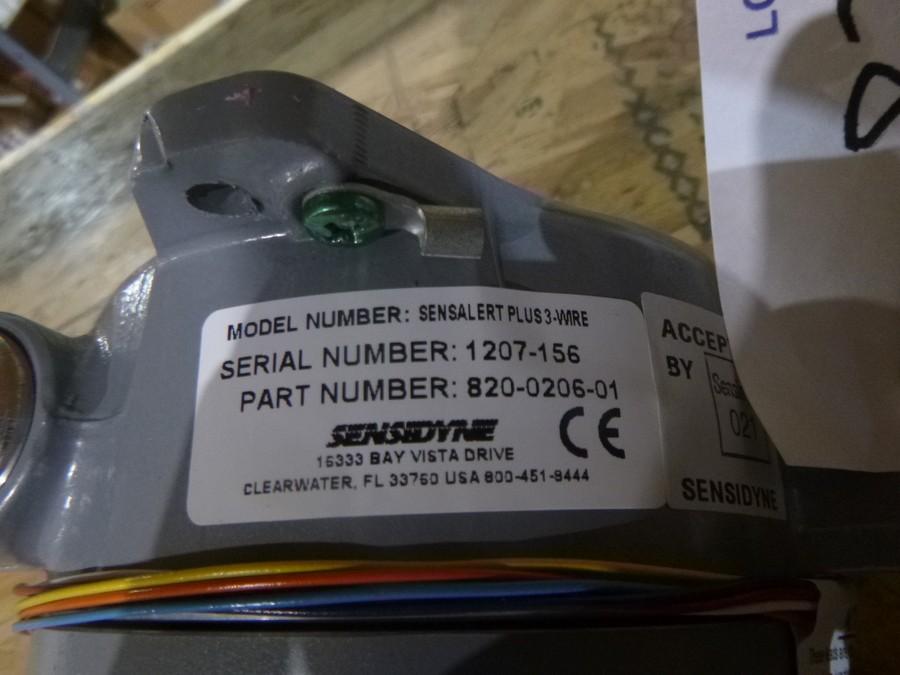 MODEL NUMBER: SENSALERT PLUS 3-WIRE
SERIAL NUMBER: 1207-156
PART NUMBER: 820-0206-01
SENSIDYNE
CE
16333 BAY VISTA DRIVE
CLEARWATER, FL 33760 USA 800-451-9444
BY
021
SENSIDYNE
LO